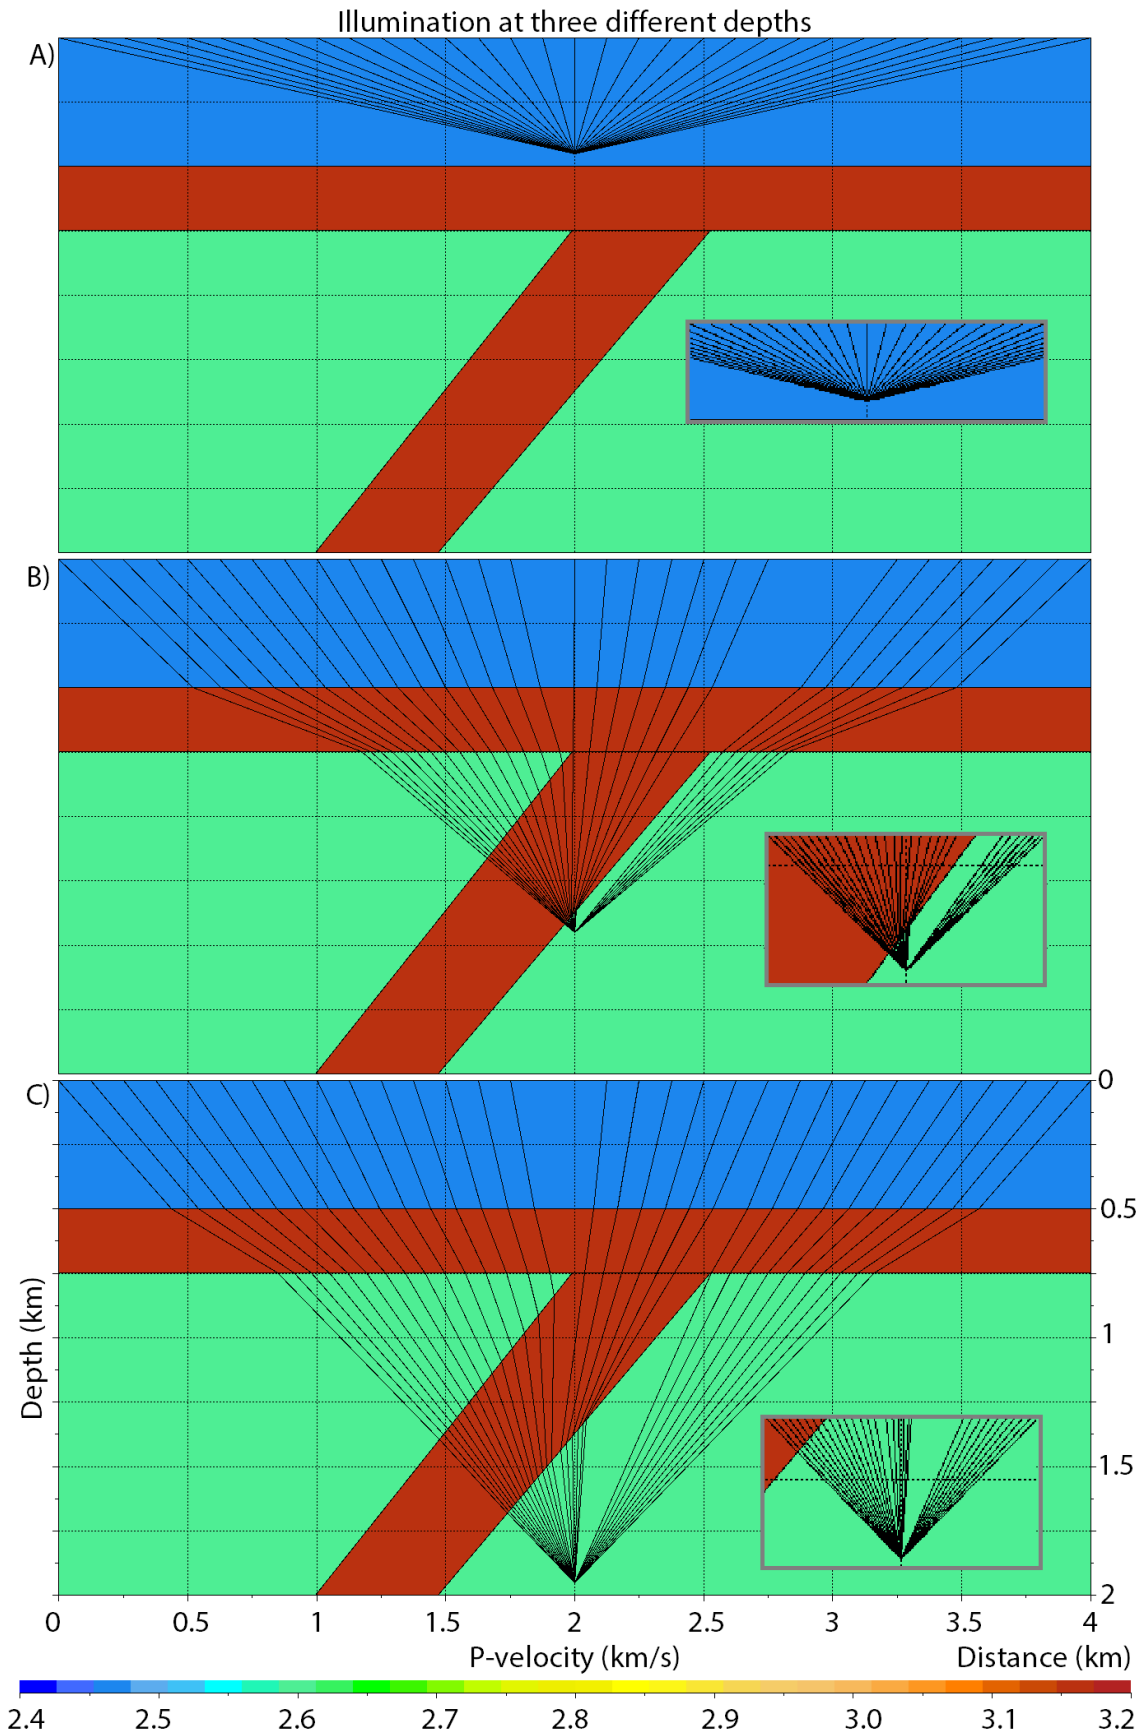 Illumination at three different depths
A)
B)
C)
0
0.5
1
1.5
2
Depth (km)
0 0.5 1 1.5 2 2.5 3 3.5 4
P-velocity (km/s) Distance (km)
2.4 2.5 2.6 2.7 2.8 2.9 3.0 3.1 3.2